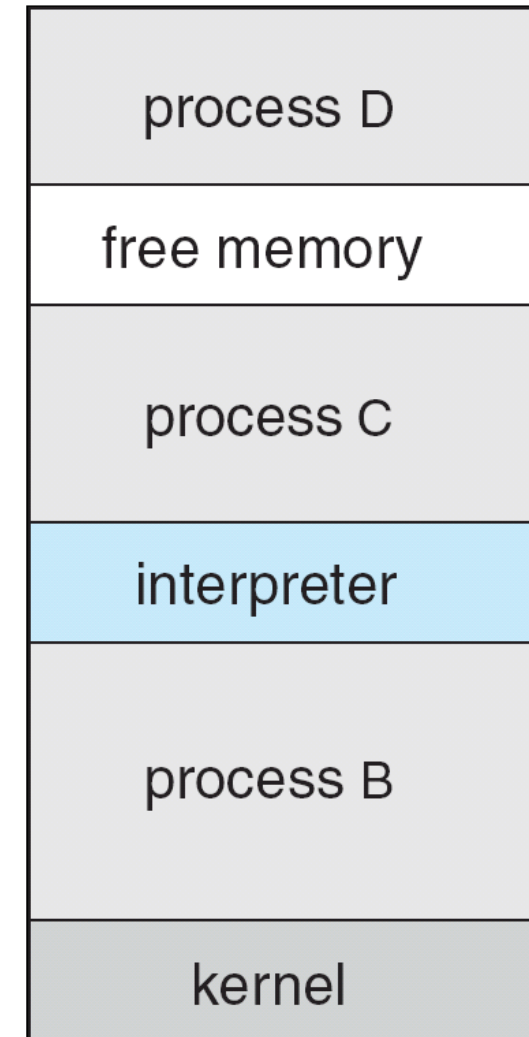 process D
free memory
process C
interpreter
process B
kernel